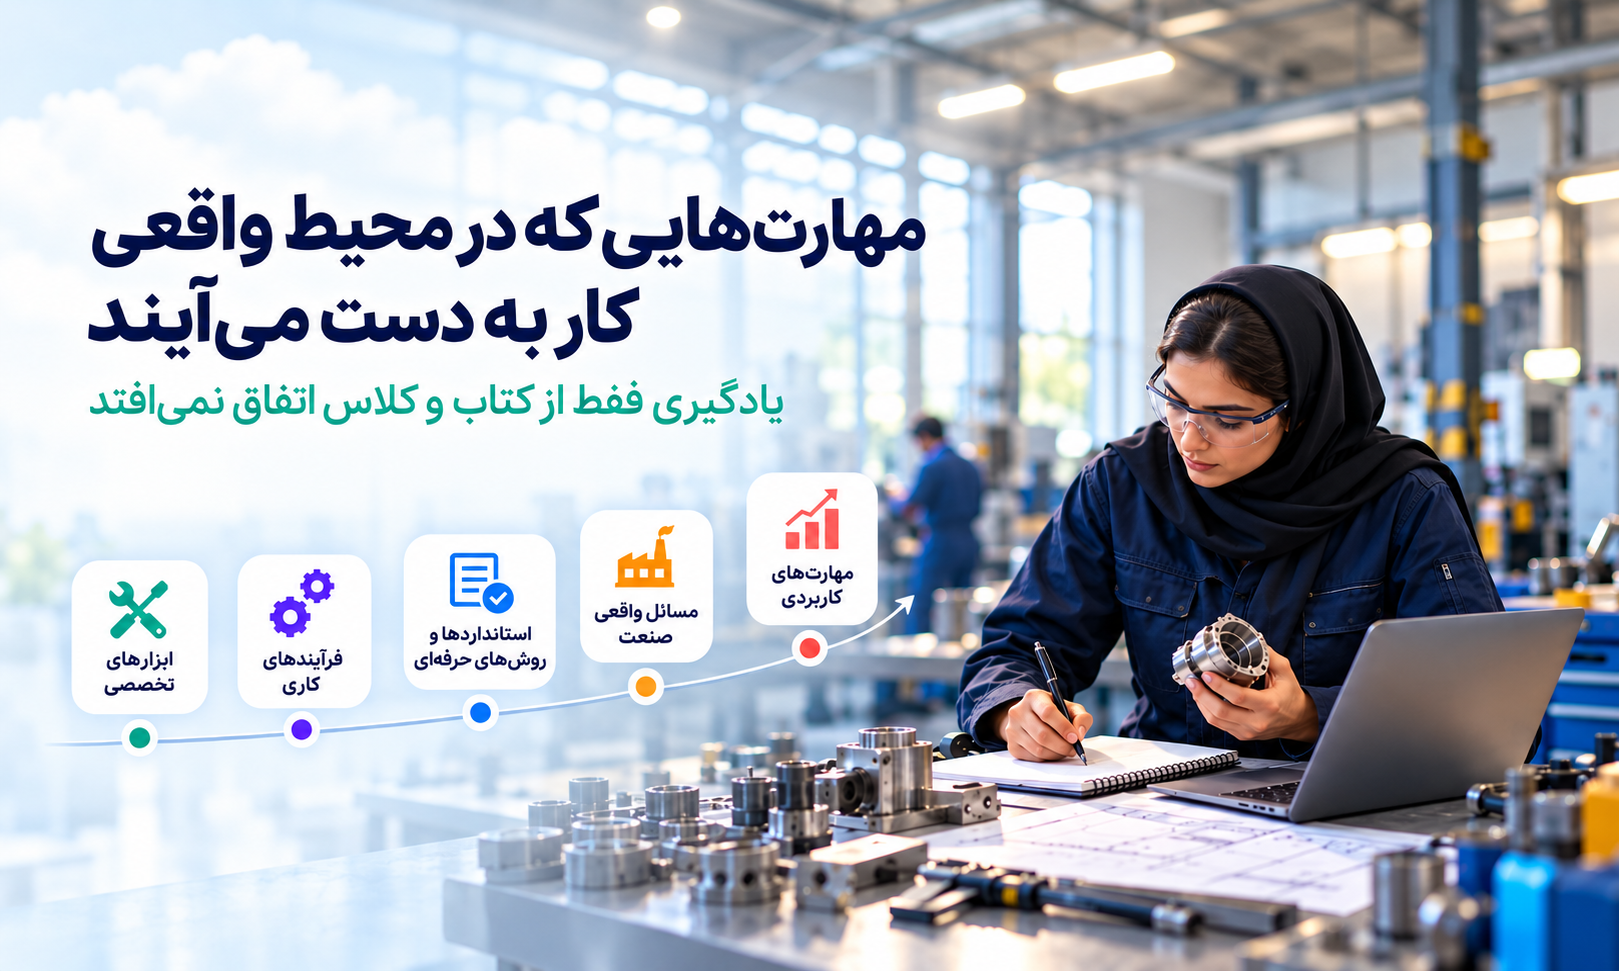 مهارت‌هایی که در محیط واقعی
کار به دست می‌آیند
یادگیری فقط از کتاب و کلاس اتفاق نمی‌افتد
مهارت‌های
کاربردی
مسائل واقعی
صنعت
استانداردها و
روش‌های حرفه‌ای
فرآیندهای
کاری
ابزارهای
تخصصی